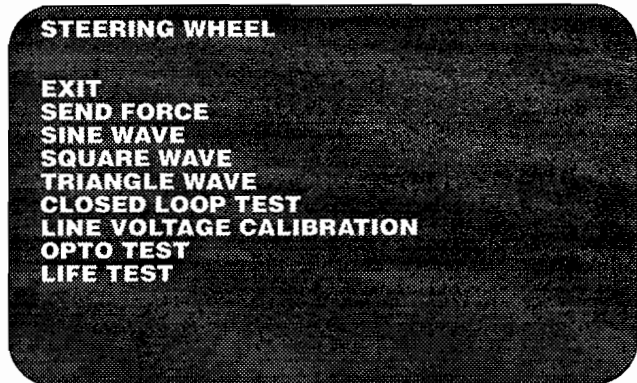 STEERING WHEEL
EXIT
SEND FORCE
SINE WAVE
SQUARE WAVE
TRIANGLE WAVE
CLOSED LOOP TEST
LINE VOLTAGE CALIBRATION
OPTO TEST
LIFE TEST